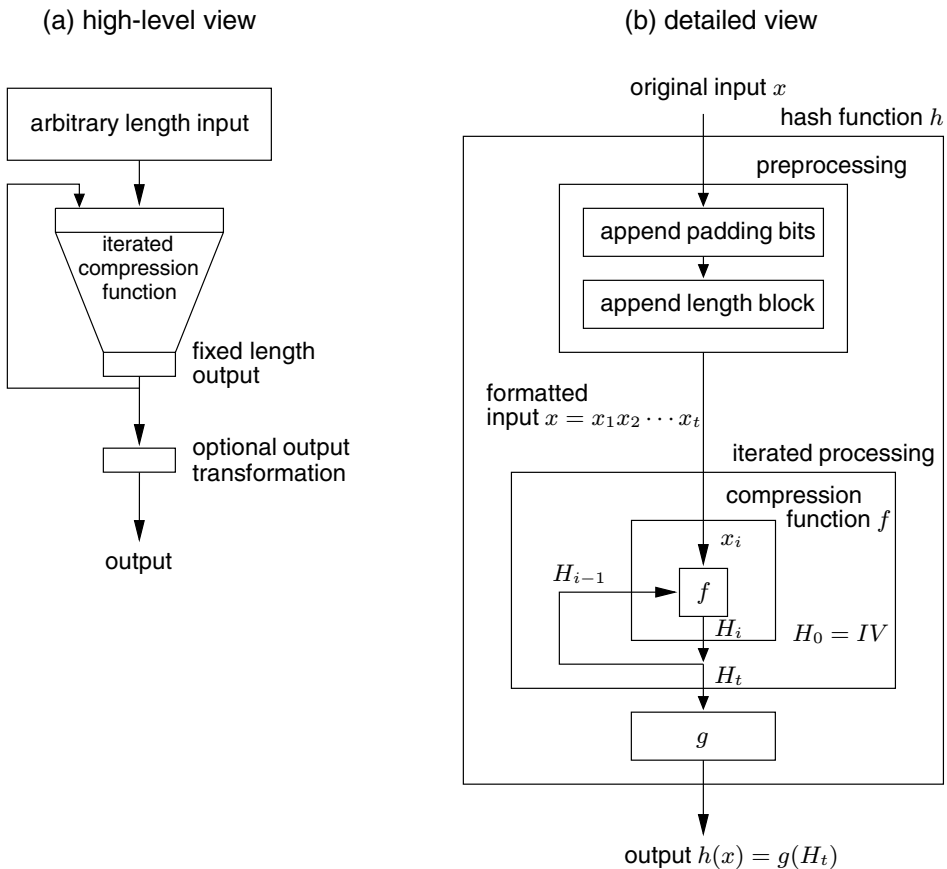 (a) high-level view
arbitrary length input
iterated
compression
function
fixed length
output
optional output
transformation
output
(b) detailed view
original input x
hash function h
preprocessing
append padding bits
append length block
formatted
input x = x₁x₂ ⋯ xₜ
iterated processing
compression
function f
xᵢ
Hᵢ₋₁
f
Hᵢ
H₀ = IV
Hₜ
g
output h(x) = g(Hₜ)